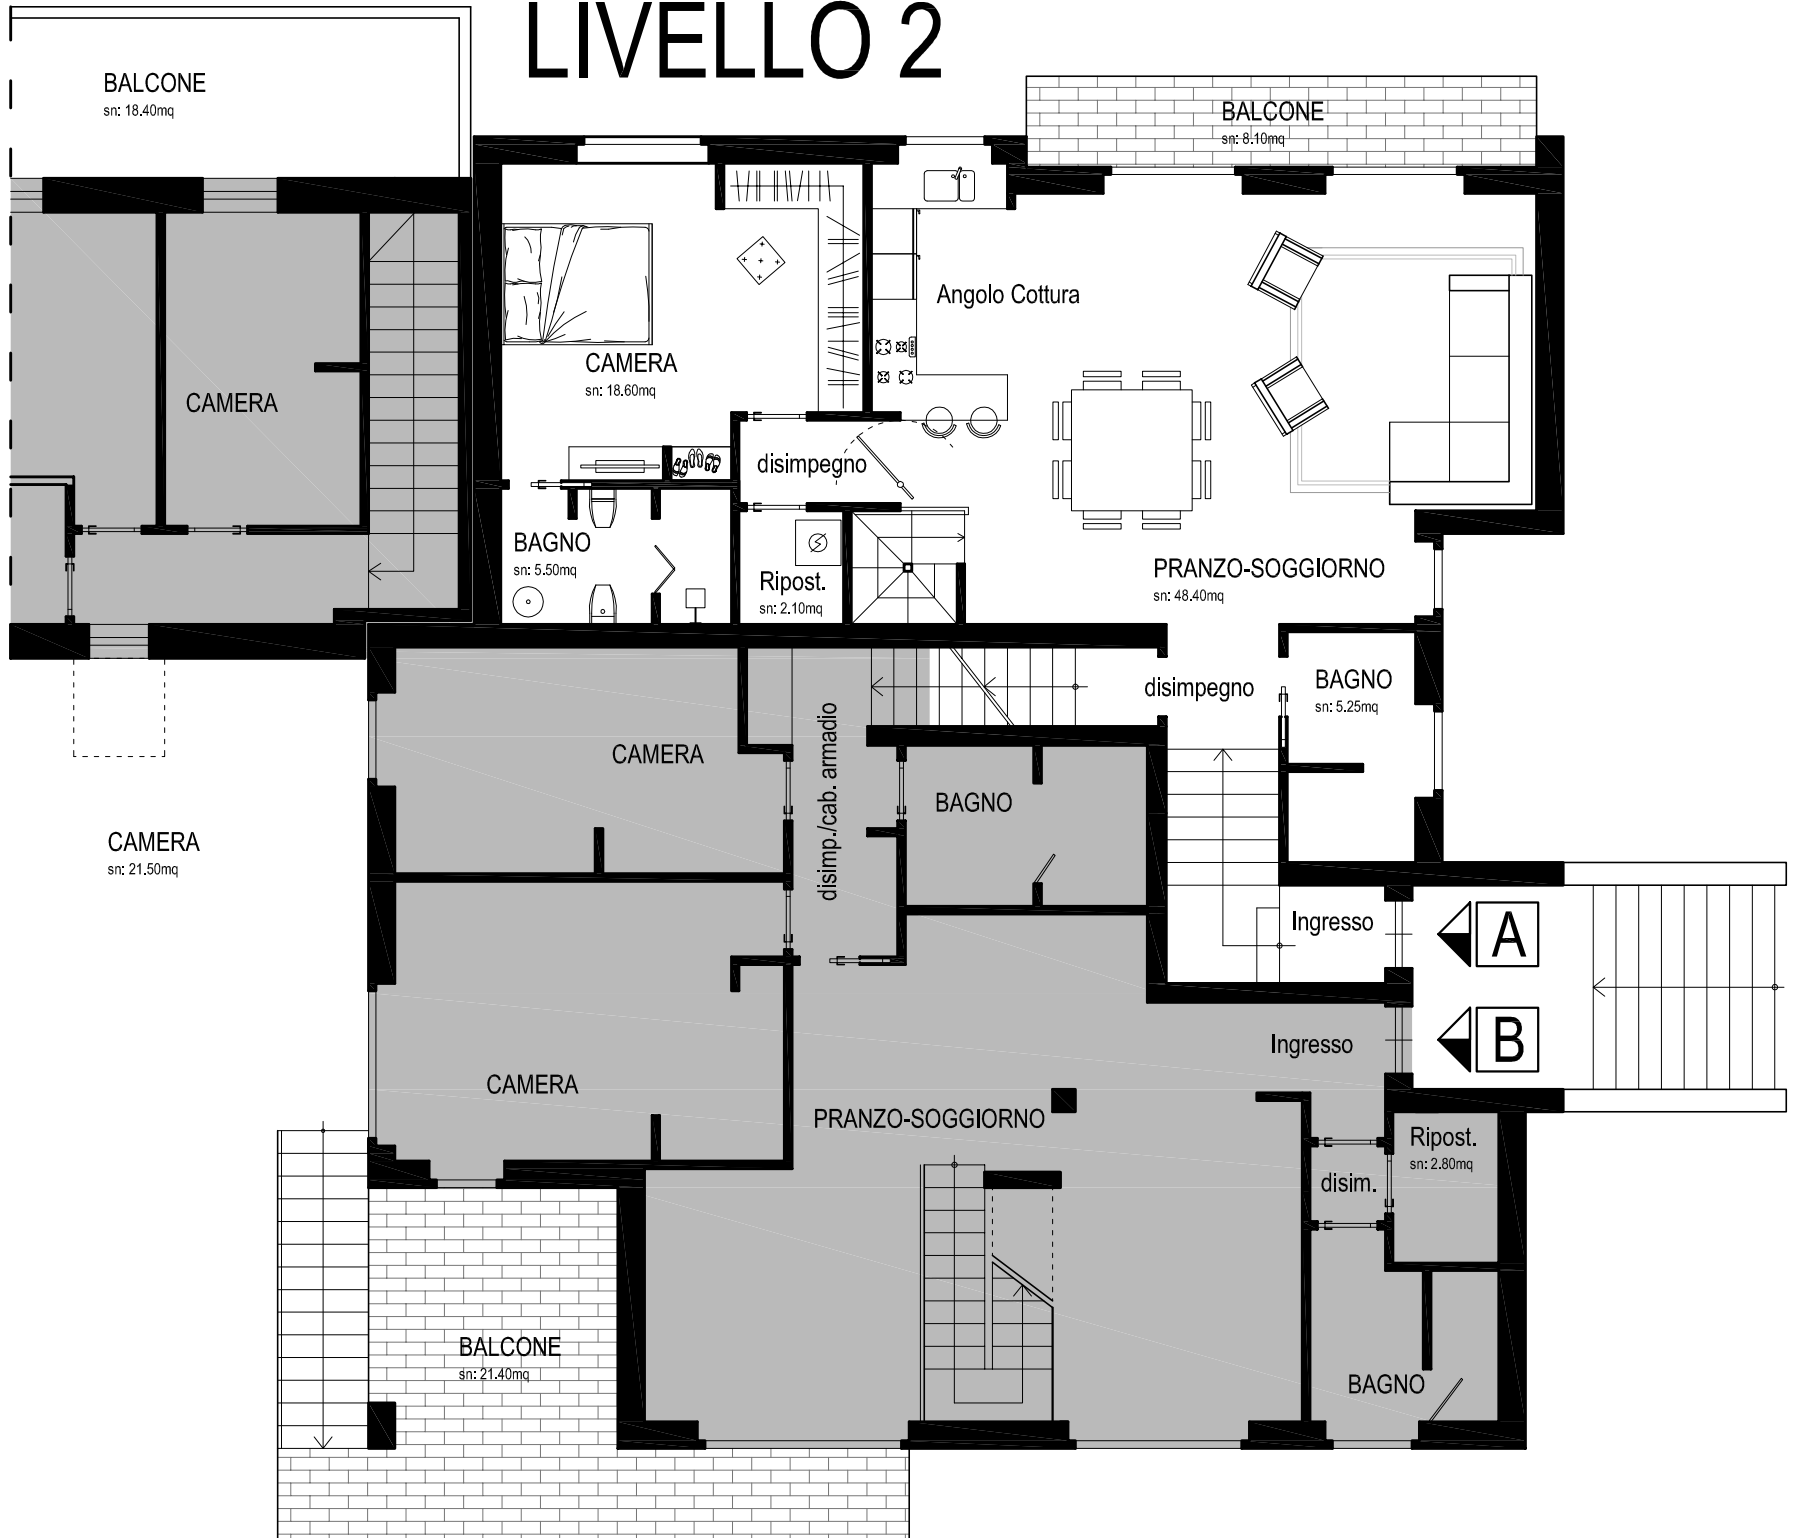 LIVELLO 2
BALCONE
sn: 18.40mq
BALCONE
sn: 8.10mq
Angolo Cottura
CAMERA
sn: 18.60mq
CAMERA
disimpegno
BAGNO
sn: 5.50mq
Ripost.
sn: 2.10mq
PRANZO-SOGGIORNO
sn: 48.40mq
disimpegno
BAGNO
sn: 5.25mq
CAMERA
disimp./cab. armadio
BAGNO
CAMERA
sn: 21.50mq
Ingresso
A
Ingresso
B
CAMERA
PRANZO-SOGGIORNO
Ripost.
sn: 2.80mq
disim.
BALCONE
sn: 21.40mq
BAGNO